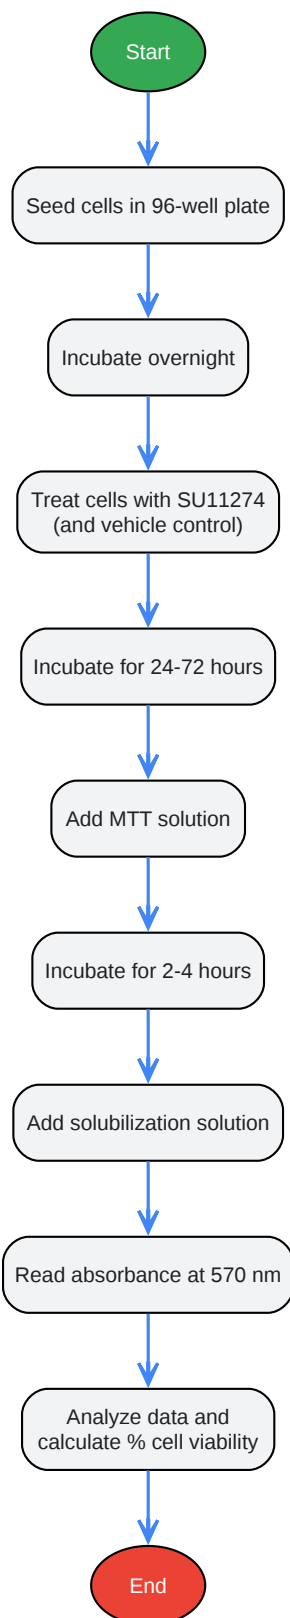 Start
Seed cells in 96-well plate
Incubate overnight
Treat cells with SU11274
(and vehicle control)
Incubate for 24-72 hours
Add MTT solution
Incubate for 2-4 hours
Add solubilization solution
Read absorbance at 570 nm
Analyze data and
calculate % cell viability
End